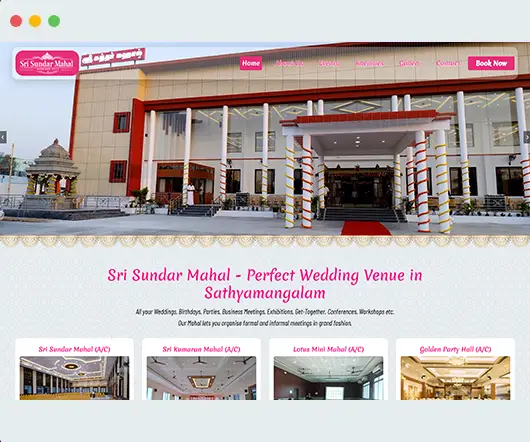 Sri Sundar Mahal
Home
About Us
Events
Amenities
Gallery
Contact
Book Now
Sri Sundar Mahal - Perfect Wedding Venue in
Sathyamangalam
All your Weddings, Birthdays, Parties, Business Meetings, Exhibitions, Get-Together, Conferences, Workshops etc.
Our Mahal lets you organise formal and informal meetings in grand fashion.
Sri Sundar Mahal (A/C)
Sri Kumaran Mahal (A/C)
Lotus Mini Mahal (A/C)
Golden Party Hall (A/C)